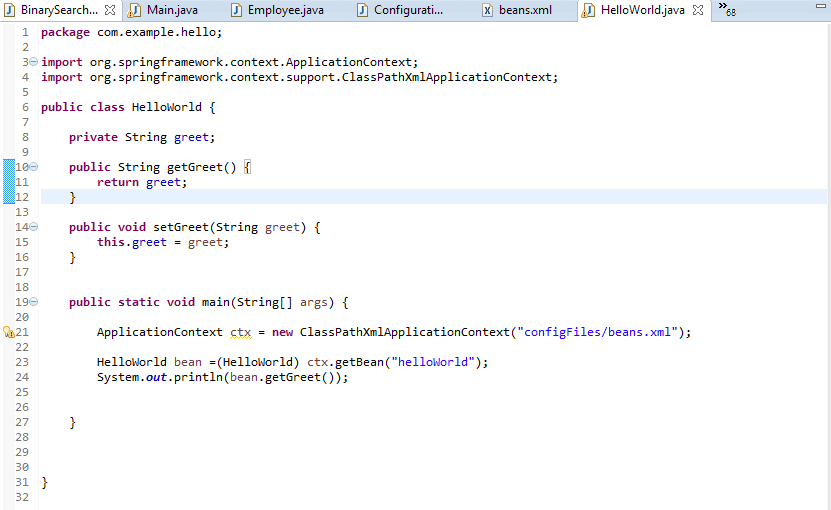 BinarySearch... Main.java Employee.java Configurati... beans.xml HelloWorld.java »68
1 package com.example.hello;
2
3 import org.springframework.context.ApplicationContext;
4 import org.springframework.context.support.ClassPathXmlApplicationContext;
5
6 public class HelloWorld {
7
8     private String greet;
9
10     public String getGreet() {
11         return greet;
12     }
13
14     public void setGreet(String greet) {
15         this.greet = greet;
16     }
17
18
19     public static void main(String[] args) {
20
21         ApplicationContext ctx = new ClassPathXmlApplicationContext("configFiles/beans.xml");
22
23         HelloWorld bean =(HelloWorld) ctx.getBean("helloWorld");
24         System.out.println(bean.getGreet());
25
26
27     }
28
29
30
31 }
32